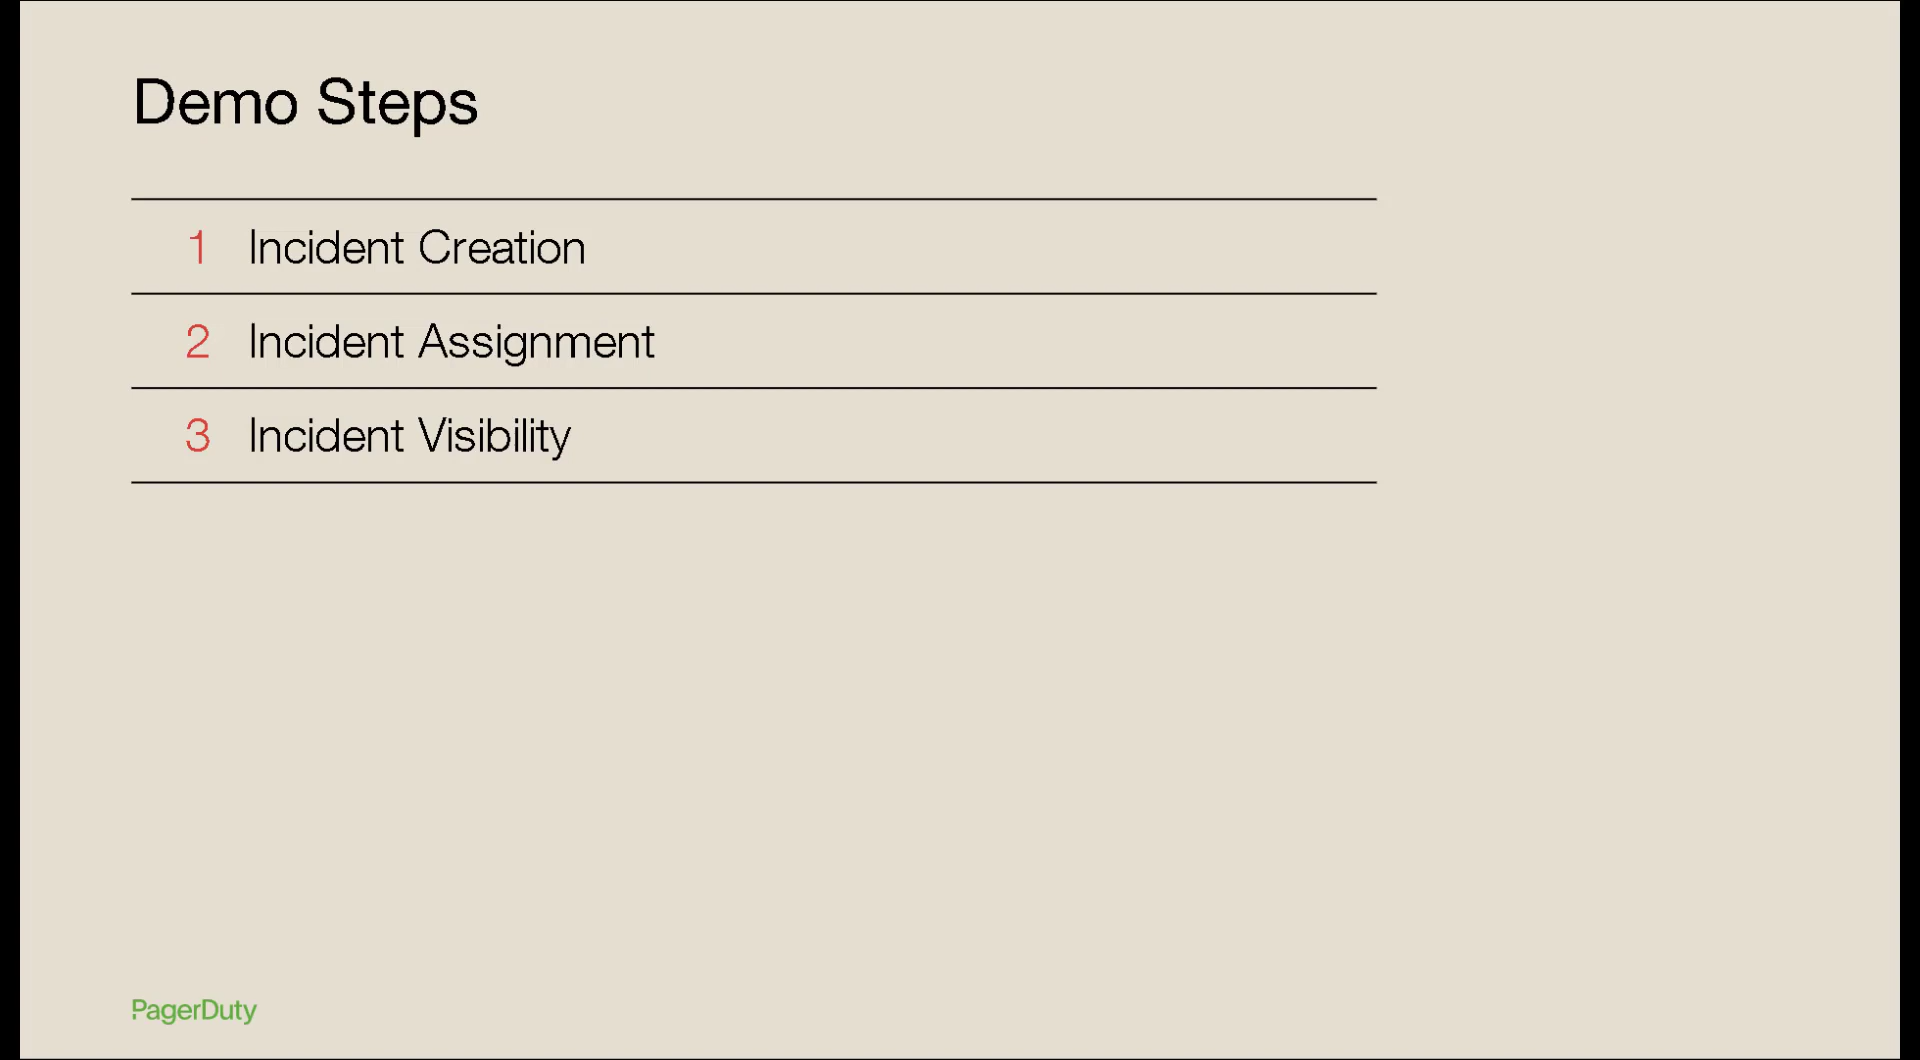 Demo Steps
1 Incident Creation
2 Incident Assignment
3 Incident Visibility
PagerDuty